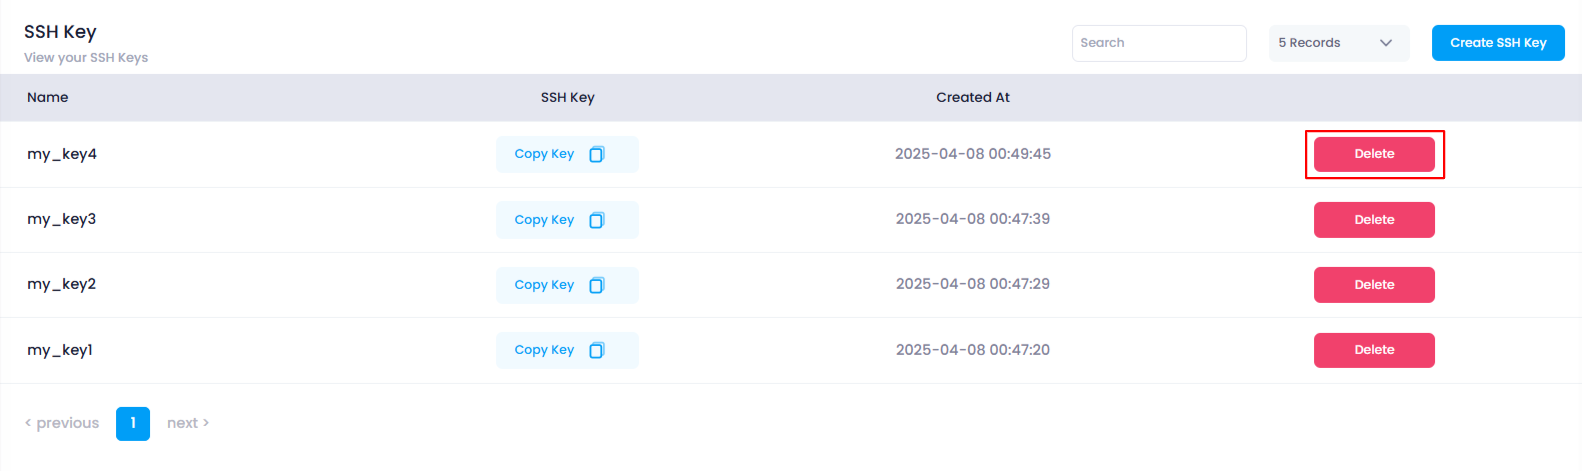 SSH Key
View your SSH Keys
Search
5 Records
Create SSH Key
Name SSH Key Created At
my_key4 Copy Key 2025-04-08 00:49:45 Delete
my_key3 Copy Key 2025-04-08 00:47:39 Delete
my_key2 Copy Key 2025-04-08 00:47:29 Delete
my_key1 Copy Key 2025-04-08 00:47:20 Delete
< previous 1 next >